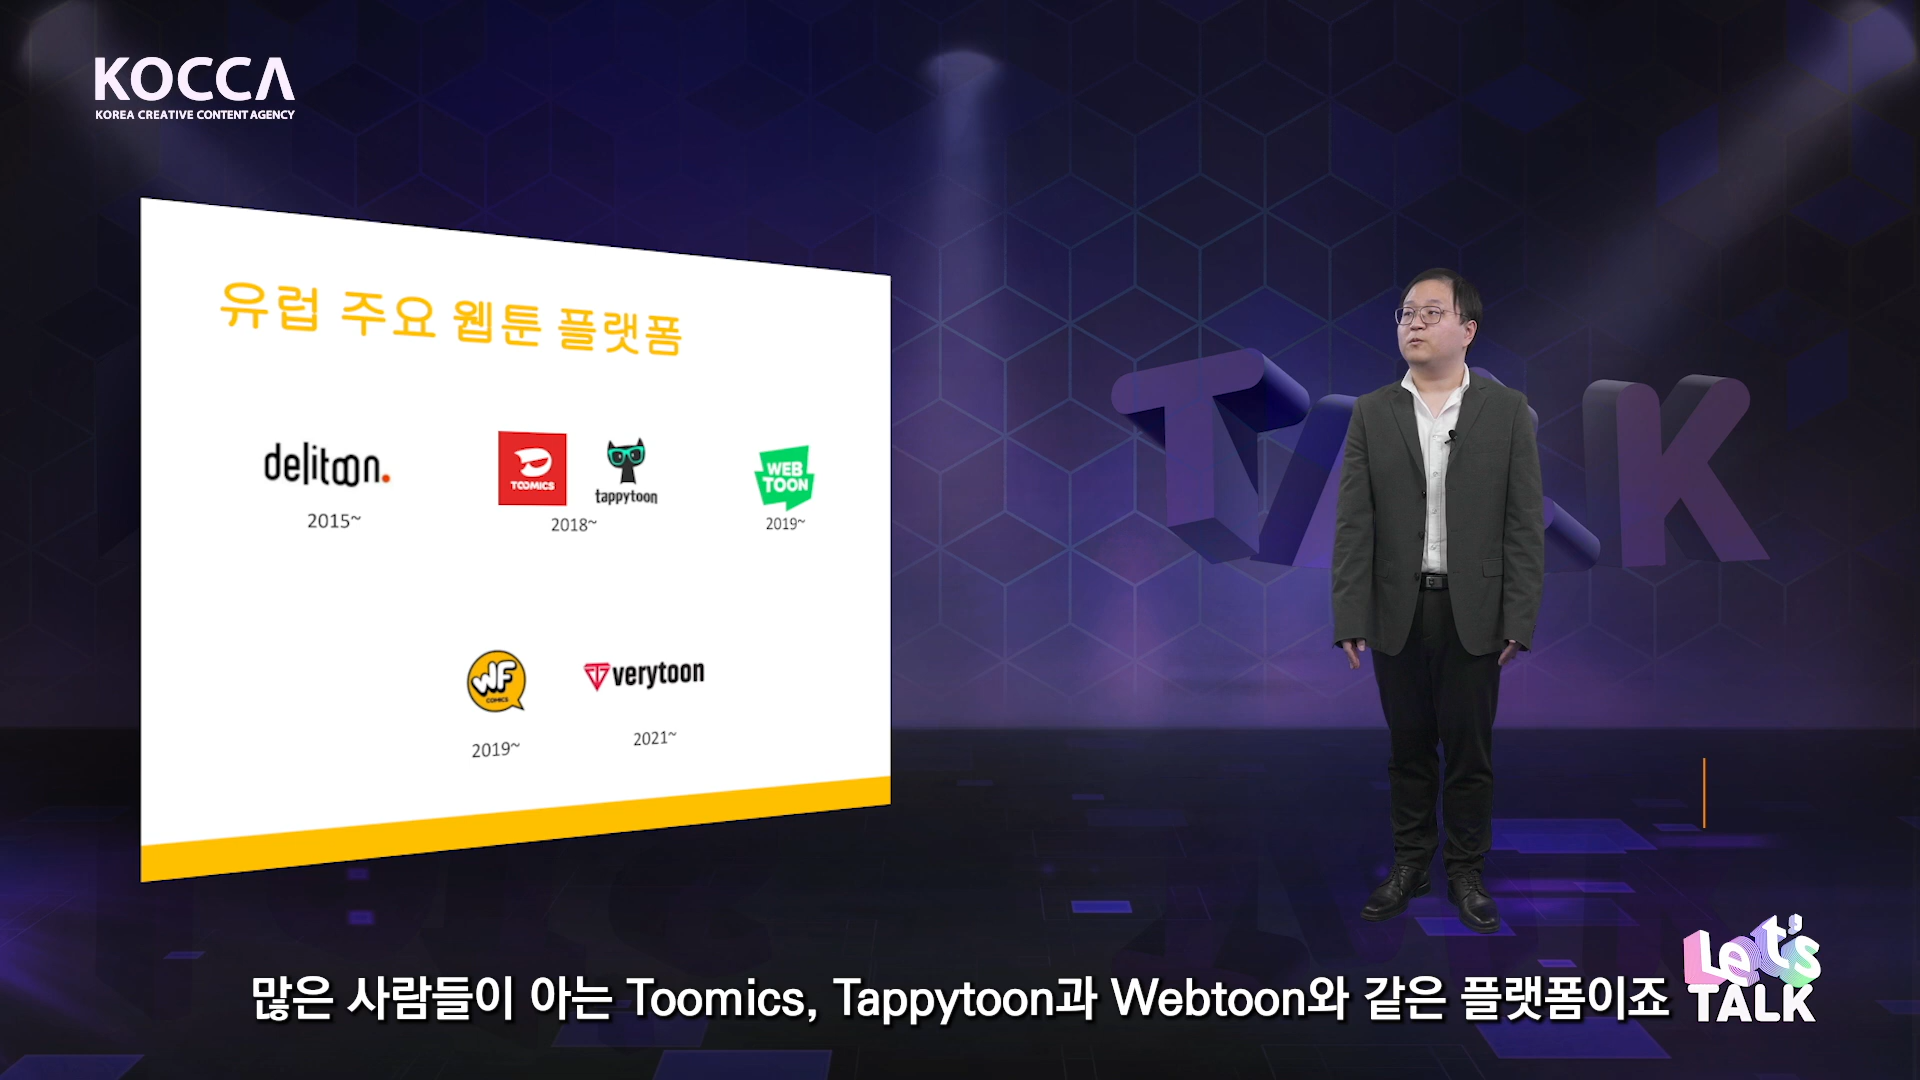 KOCCA
KOREA CREATIVE CONTENT AGENCY
유럽 주요 웹툰 플랫폼
delitoon.
2015~
TOOMICS
tappytoon
2018~
WEB
TOON
2019~
WF
COMICS
2019~
verytoon
2021~
TALK
많은 사람들이 아는 Toomics, Tappytoon과 Webtoon와 같은 플랫폼이죠
Let's
TALK